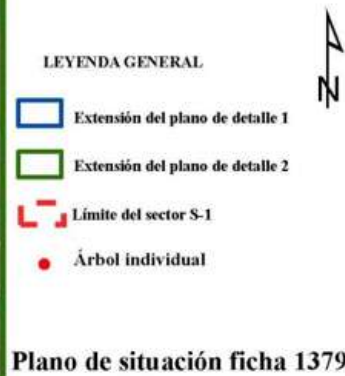 LEYENDA GENERAL
N
Extensión del plano de detalle 1
Extensión del plano de detalle 2
Límite del sector S-1
Árbol individual
Plano de situación ficha 1379